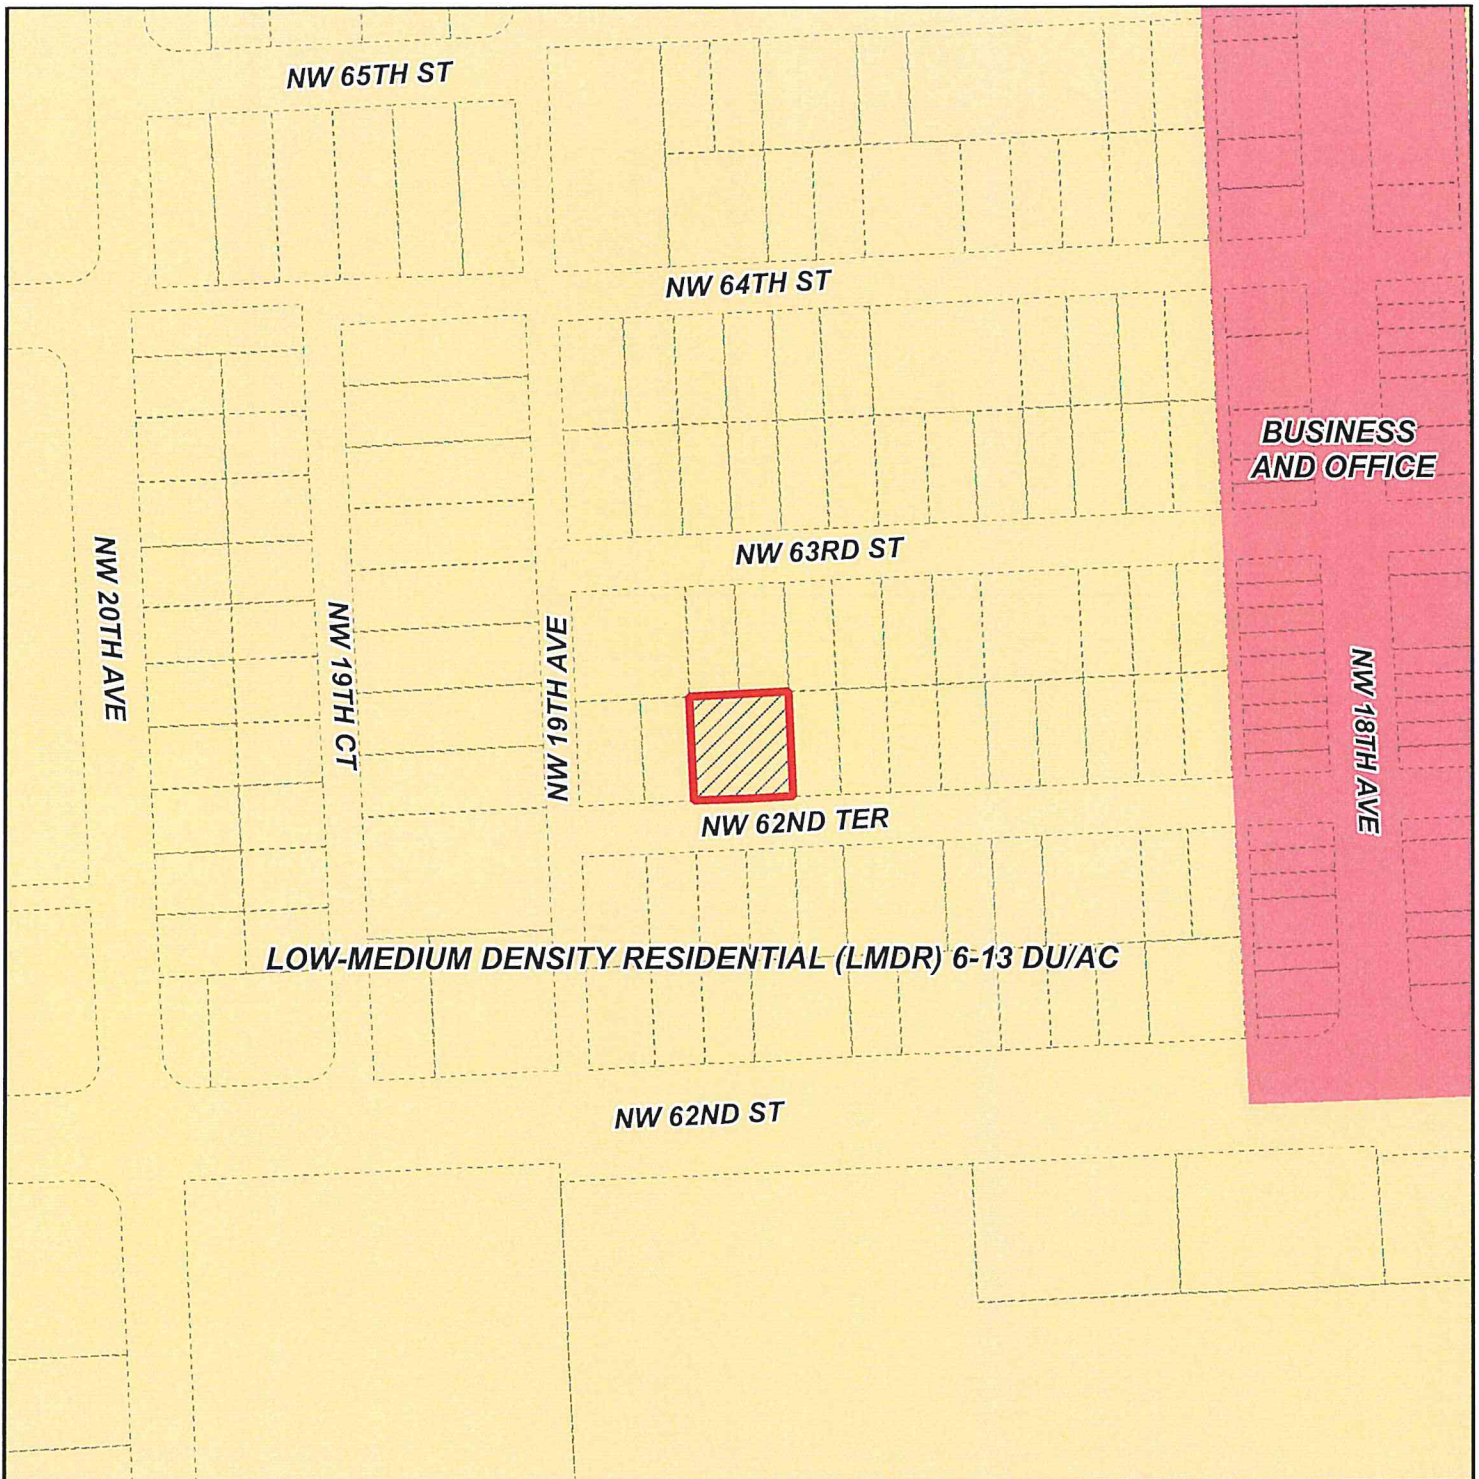 NW 65TH ST
NW 64TH ST
BUSINESS
AND OFFICE
NW 63RD ST
NW 20TH AVE
NW 19TH CT
NW 19TH AVE
NW 18TH AVE
NW 62ND TER
LOW-MEDIUM DENSITY RESIDENTIAL (LMDR) 6-13 DU/AC
NW 62ND ST